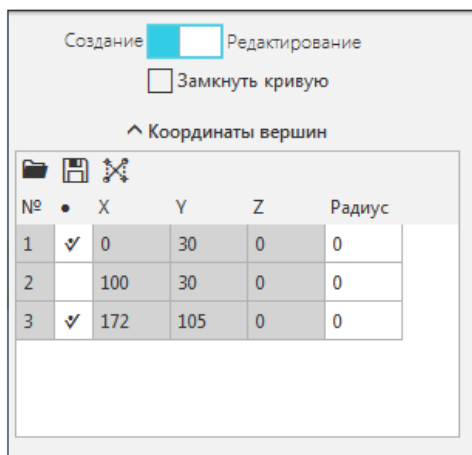 Создание Редактирование
Замкнуть кривую
Координаты вершин
№ • X Y Z Радиус
1 0 30 0 0
2 100 30 0 0
3 172 105 0 0